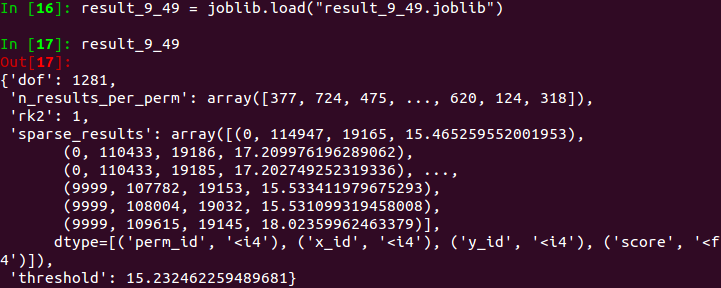 In [16]: result_9_49 = joblib.load("result_9_49.joblib")
In [17]: result_9_49
Out[17]:
{'dof': 1281,
 'n_results_per_perm': array([377, 724, 475, ..., 620, 124, 318]),
 'rk2': 1,
 'sparse_results': array([(0, 114947, 19165, 15.465259552001953),
       (0, 110433, 19186, 17.209976196289062),
       (0, 110433, 19185, 17.202749252319336), ...,
       (9999, 107782, 19153, 15.533411979675293),
       (9999, 108004, 19032, 15.531099319458008),
       (9999, 109615, 19145, 18.02359962463379)],
      dtype=[('perm_id', '<i4'), ('x_id', '<i4'), ('y_id', '<i4'), ('score', '<f
4')]),
 'threshold': 15.232462259489681}